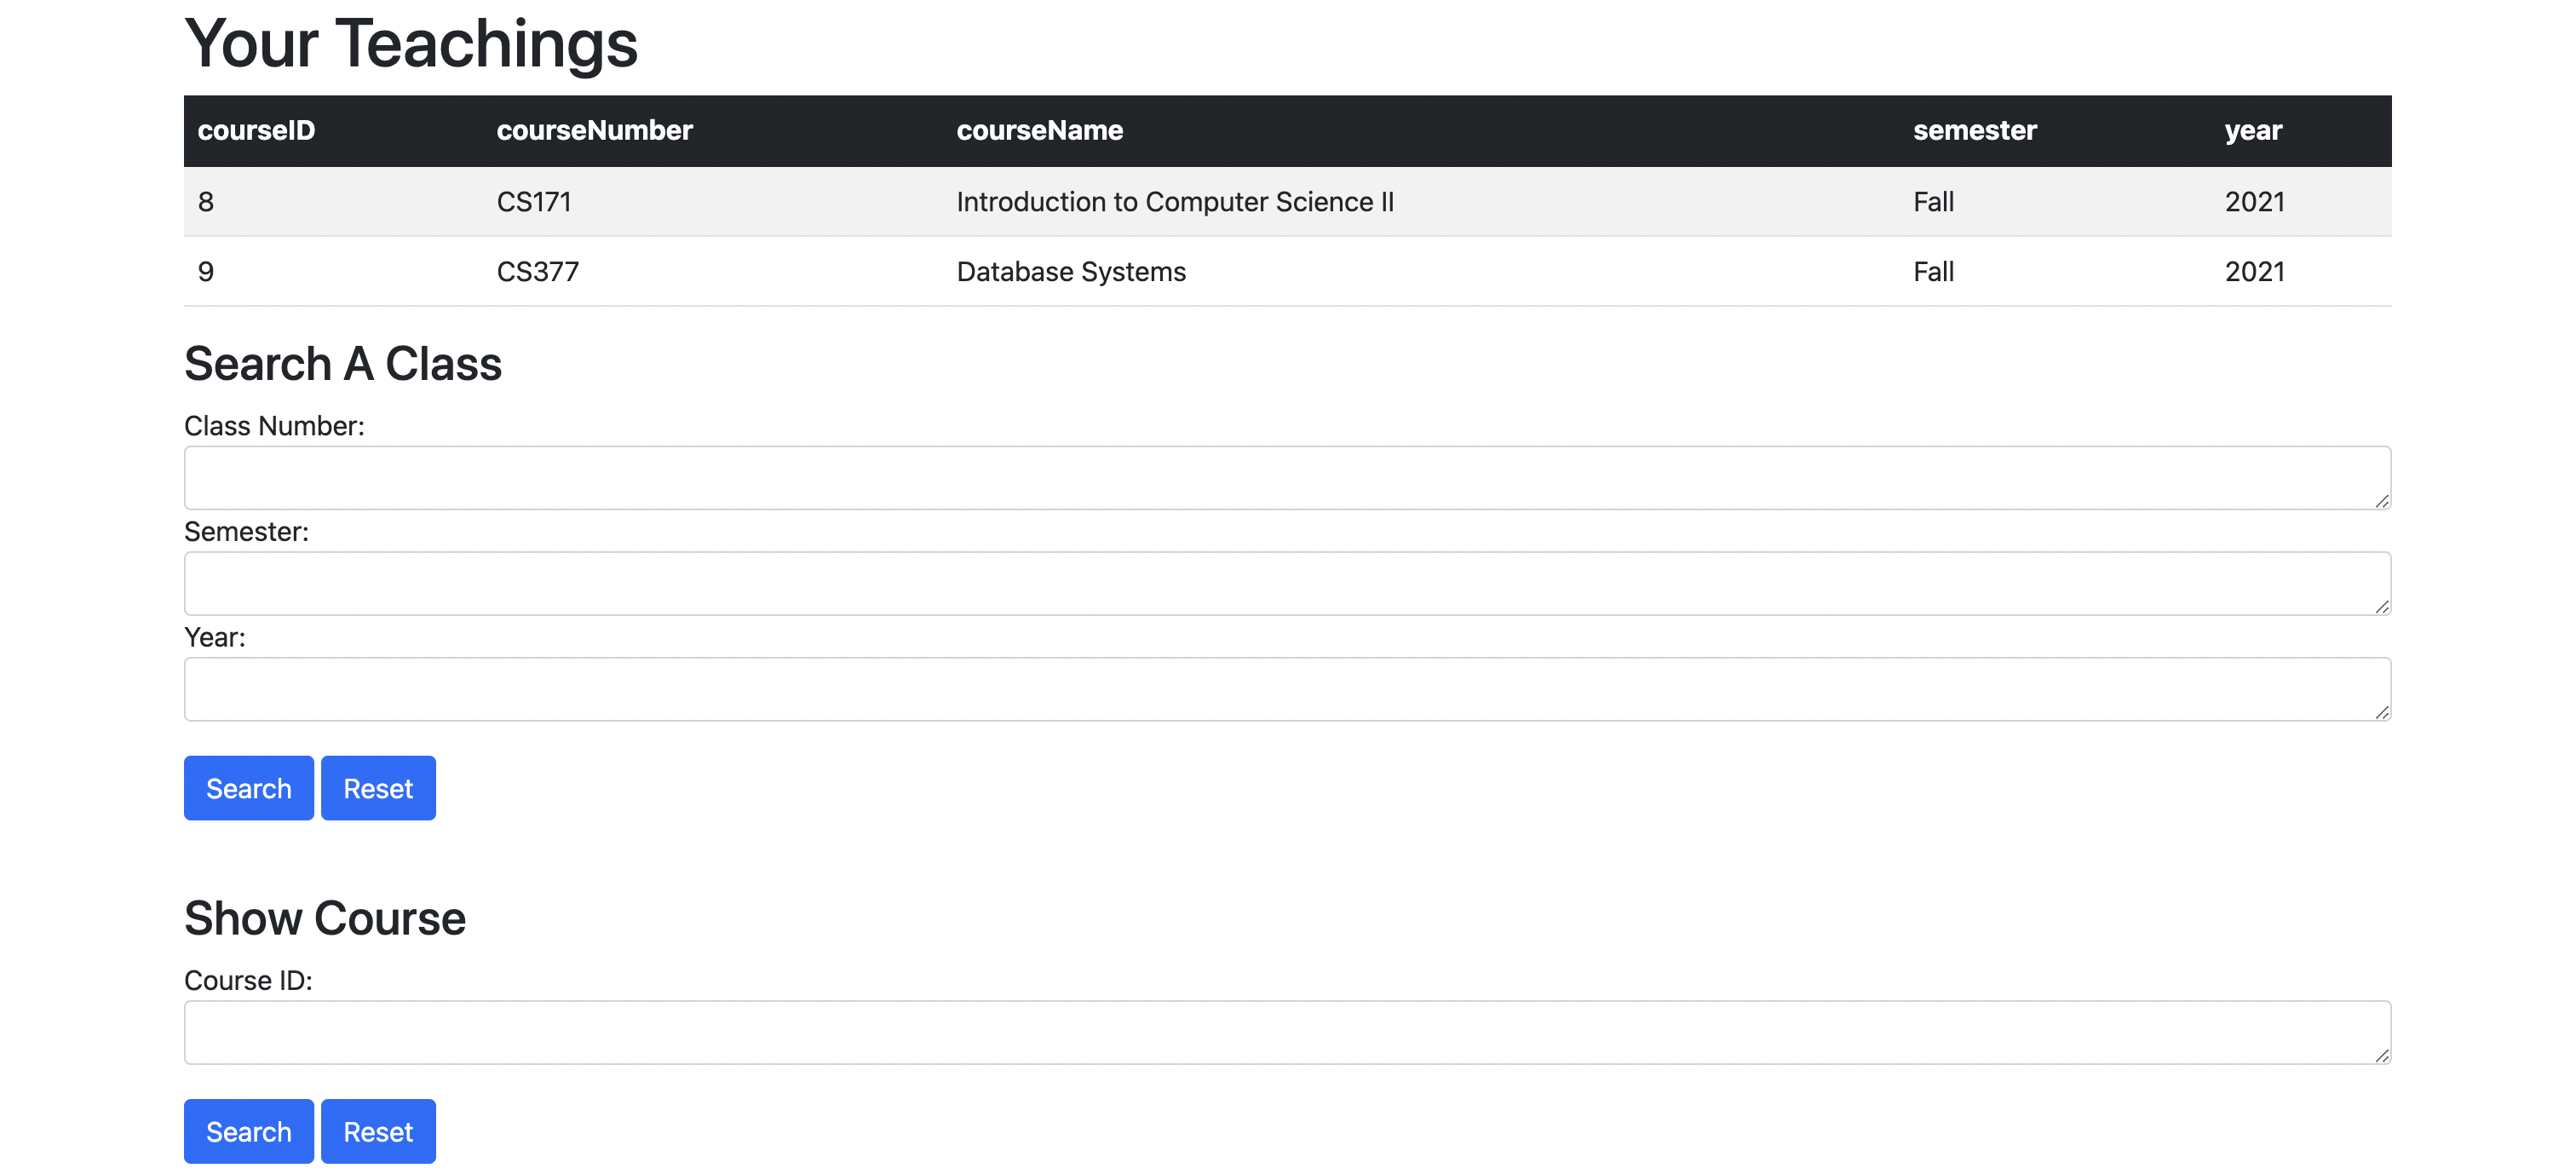 Your Teachings
courseID courseNumber courseName semester year
8 CS171 Introduction to Computer Science II Fall 2021
9 CS377 Database Systems Fall 2021
Search A Class
Class Number:
Semester:
Year:
Search Reset
Show Course
Course ID:
Search Reset